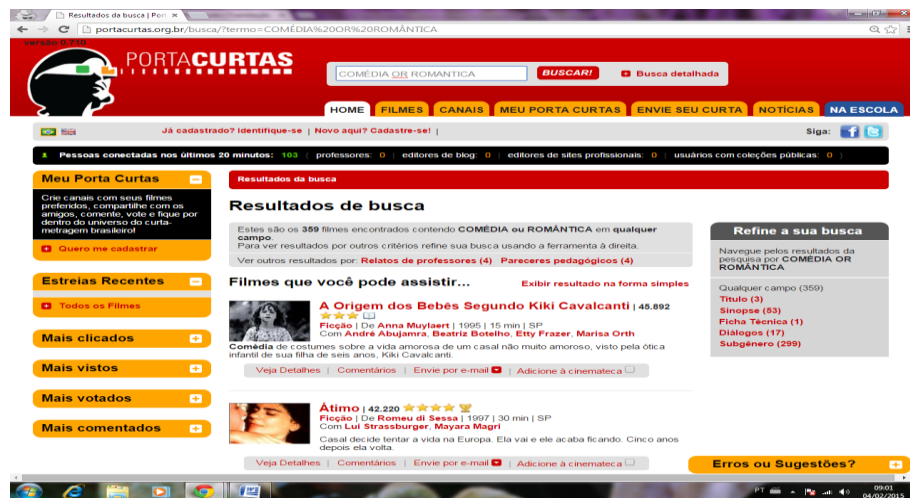 Resultados da busca | Port
portacurtas.org.br/busca/?termo=COMÉDIA%20OR%20ROMÂNTICA
versão 0.710
PORTACURTAS
COMÉDIA OR ROMANTICA
BUSCAR!
Busca detalhada
HOME FILMES CANAIS MEU PORTA CURTAS ENVIE SEU CURTA NOTÍCIAS NA ESCOLA
Já cadastrado? Identifique-se | Novo aqui? Cadastre-se! |
Siga:
Pessoas conectadas nos últimos 20 minutos: 103 ( professores: 0 | editores de blog: 0 | editores de sites profissionais: 0 | usuários com coleções públicas: 0 )
Meu Porta Curtas
Crie canais com seus filmes
preferidos, compartilhe com os
amigos, comente, vote e fique por
dentro do universo do curta-
metragem brasileiro!
Quero me cadastrar
Estreias Recentes
Todos os Filmes
Mais clicados
Mais vistos
Mais votados
Mais comentados
Resultados da busca
Resultados de busca
Estes são os 359 filmes encontrados contendo COMÉDIA ou ROMÂNTICA em qualquer
campo.
Para ver resultados por outros critérios refine sua busca usando a ferramenta à direita.
Ver outros resultados por: Relatos de professores (4) Pareceres pedagógicos (4)
Filmes que você pode assistir...
Exibir resultado na forma simples
A Origem dos Bebês Segundo Kiki Cavalcanti | 45.892
Ficção | De Anna Muylaert | 1995 | 15 min | SP
Com André Abujamra, Beatriz Botelho, Etty Frazer, Marisa Orth
Comédia de costumes sobre a vida amorosa de um casal não muito amoroso, visto pela ótica
infantil de sua filha de seis anos, Kiki Cavalcanti.
Veja Detalhes | Comentários | Envie por e-mail | Adicione à cinemateca
Átimo | 42.220
Ficção | De Romeu di Sessa | 1997 | 30 min | SP
Com Lui Strassburger, Mayara Magri
Casal decide tentar a vida na Europa. Ela vai e ele acaba ficando. Cinco anos
depois ela volta.
Veja Detalhes | Comentários | Envie por e-mail | Adicione à cinemateca
Refine a sua busca
Navegue pelos resultados da
pesquisa por COMÉDIA OR
ROMÂNTICA
Qualquer campo (359)
Título (3)
Sinopse (53)
Ficha Técnica (1)
Diálogos (17)
Subgênero (299)
Erros ou Sugestões?
PT
09:01
04/02/2015